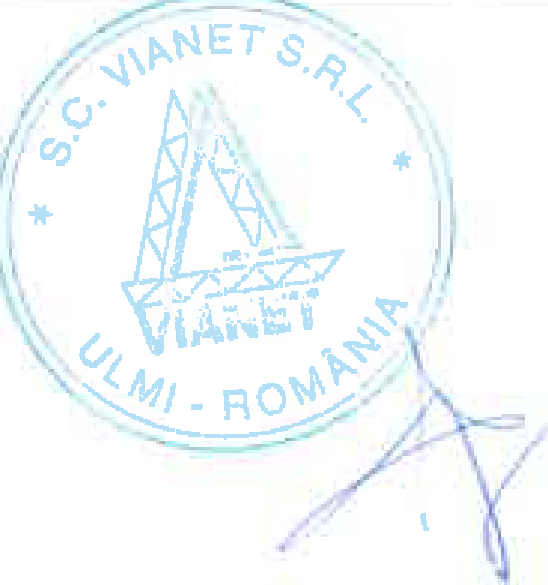 * S.C. VIANET S.R.L. *
VIANET
ULMI - ROMÂNIA